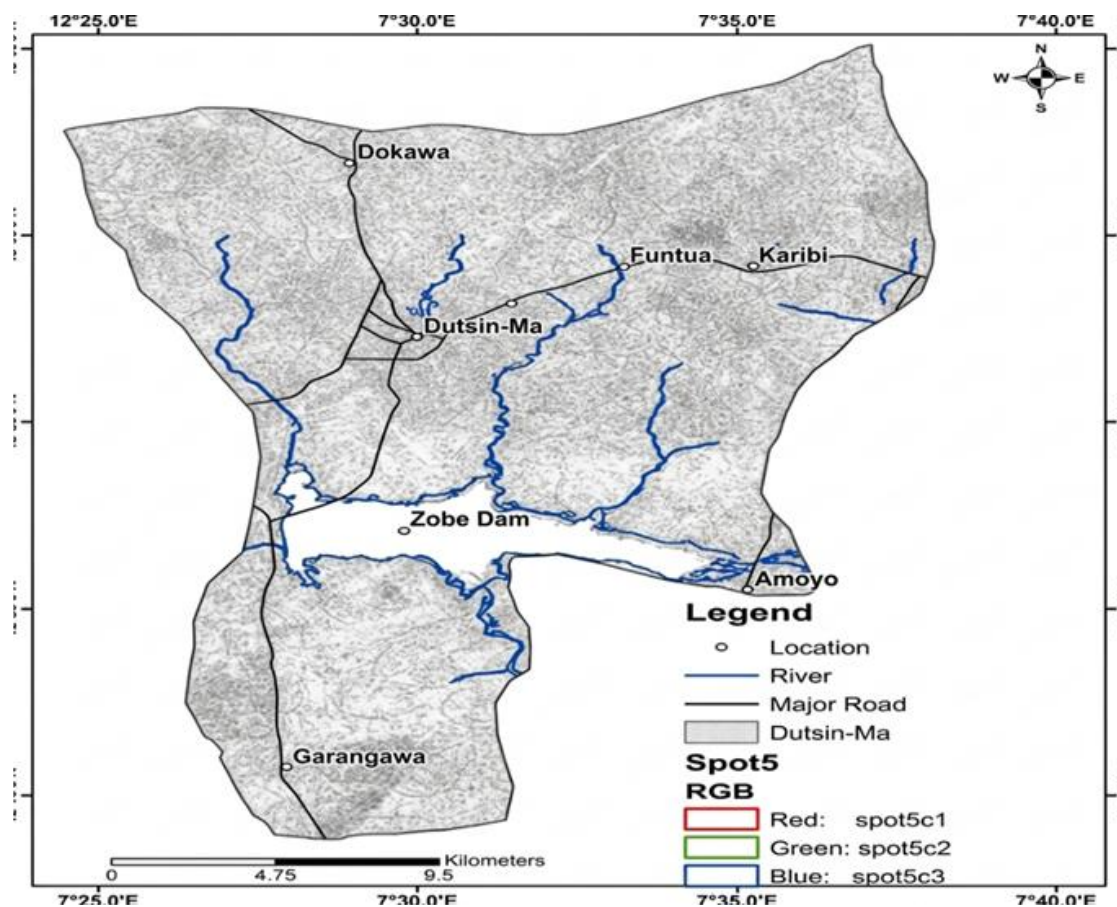 12°25.0'E 7°30.0'E 7°35.0'E 7°40.0'E
N
W E
S
Dokawa
Funtua Karibi
Dutsin-Ma
Zobe Dam
Amoyo
Legend
Location
River
Major Road
Dutsin-Ma
Spot5
RGB
Red: spot5c1
Green: spot5c2
Blue: spot5c3
Garangawa
Kilometers
0 4.75 9.5
7°25.0'E 7°30.0'E 7°35.0'E 7°40.0'E